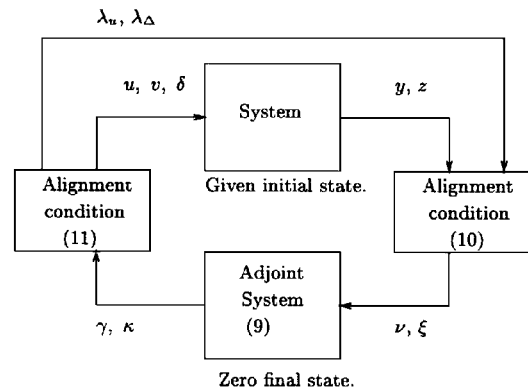 λ_u, λ_Δ
u, v, δ
System
y, z
Given initial state.
Alignment
condition
(11)
Alignment
condition
(10)
Adjoint
System
(9)
γ, κ
ν, ξ
Zero final state.